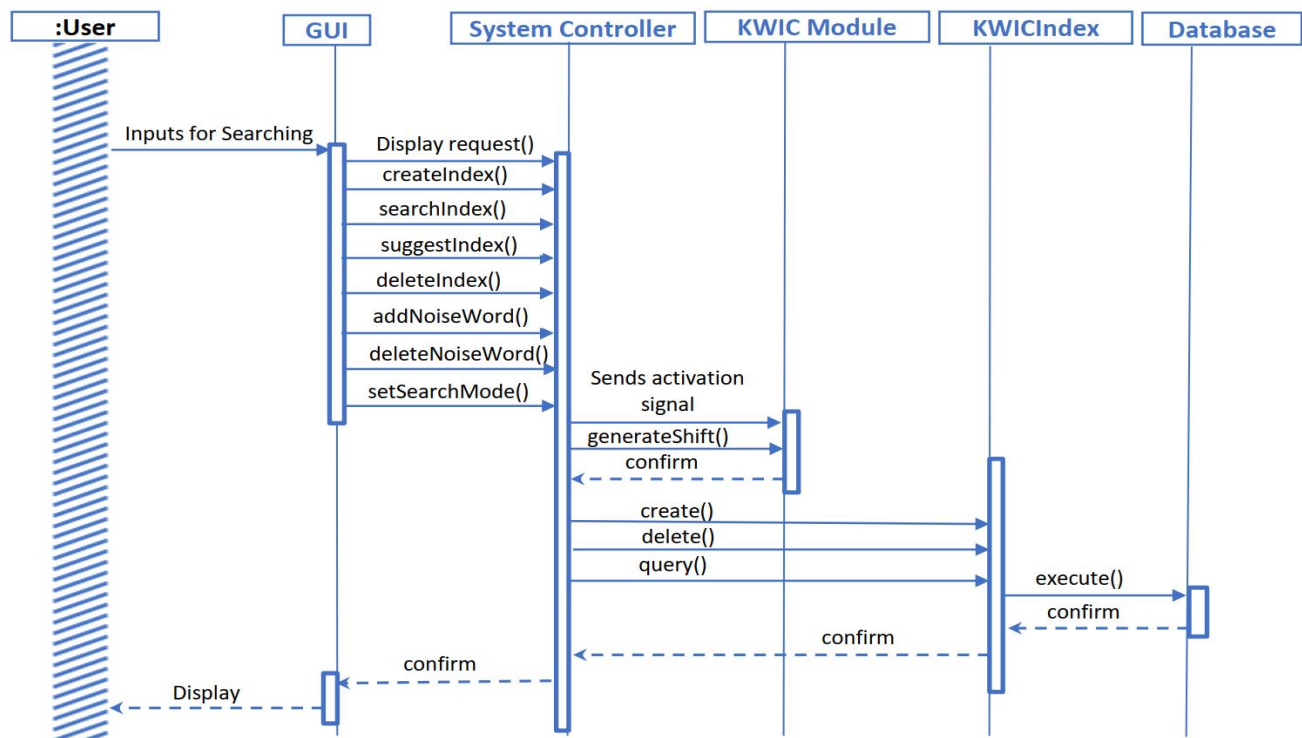 :User
GUI
System Controller
KWIC Module
KWICIndex
Database
Inputs for Searching
Display request()
createIndex()
searchIndex()
suggestIndex()
deleteIndex()
addNoiseWord()
deleteNoiseWord()
setSearchMode()
Sends activation
signal
generateShift()
confirm
create()
delete()
query()
execute()
confirm
confirm
confirm
Display